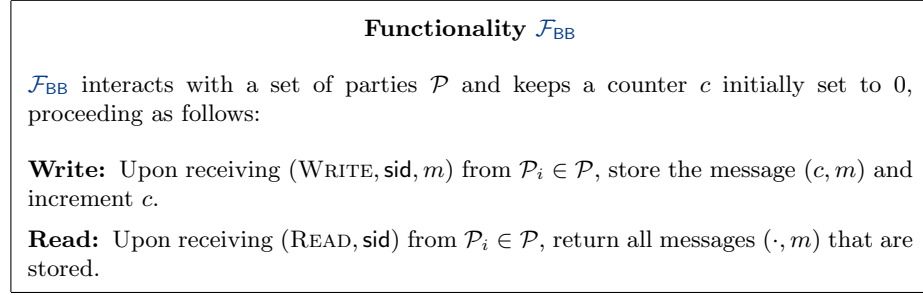 Functionality F_BB
F_BB interacts with a set of parties P and keeps a counter c initially set to 0,
proceeding as follows:
Write: Upon receiving (WRITE, sid, m) from P_i ∈ P, store the message (c, m) and
increment c.
Read: Upon receiving (READ, sid) from P_i ∈ P, return all messages (·, m) that are
stored.